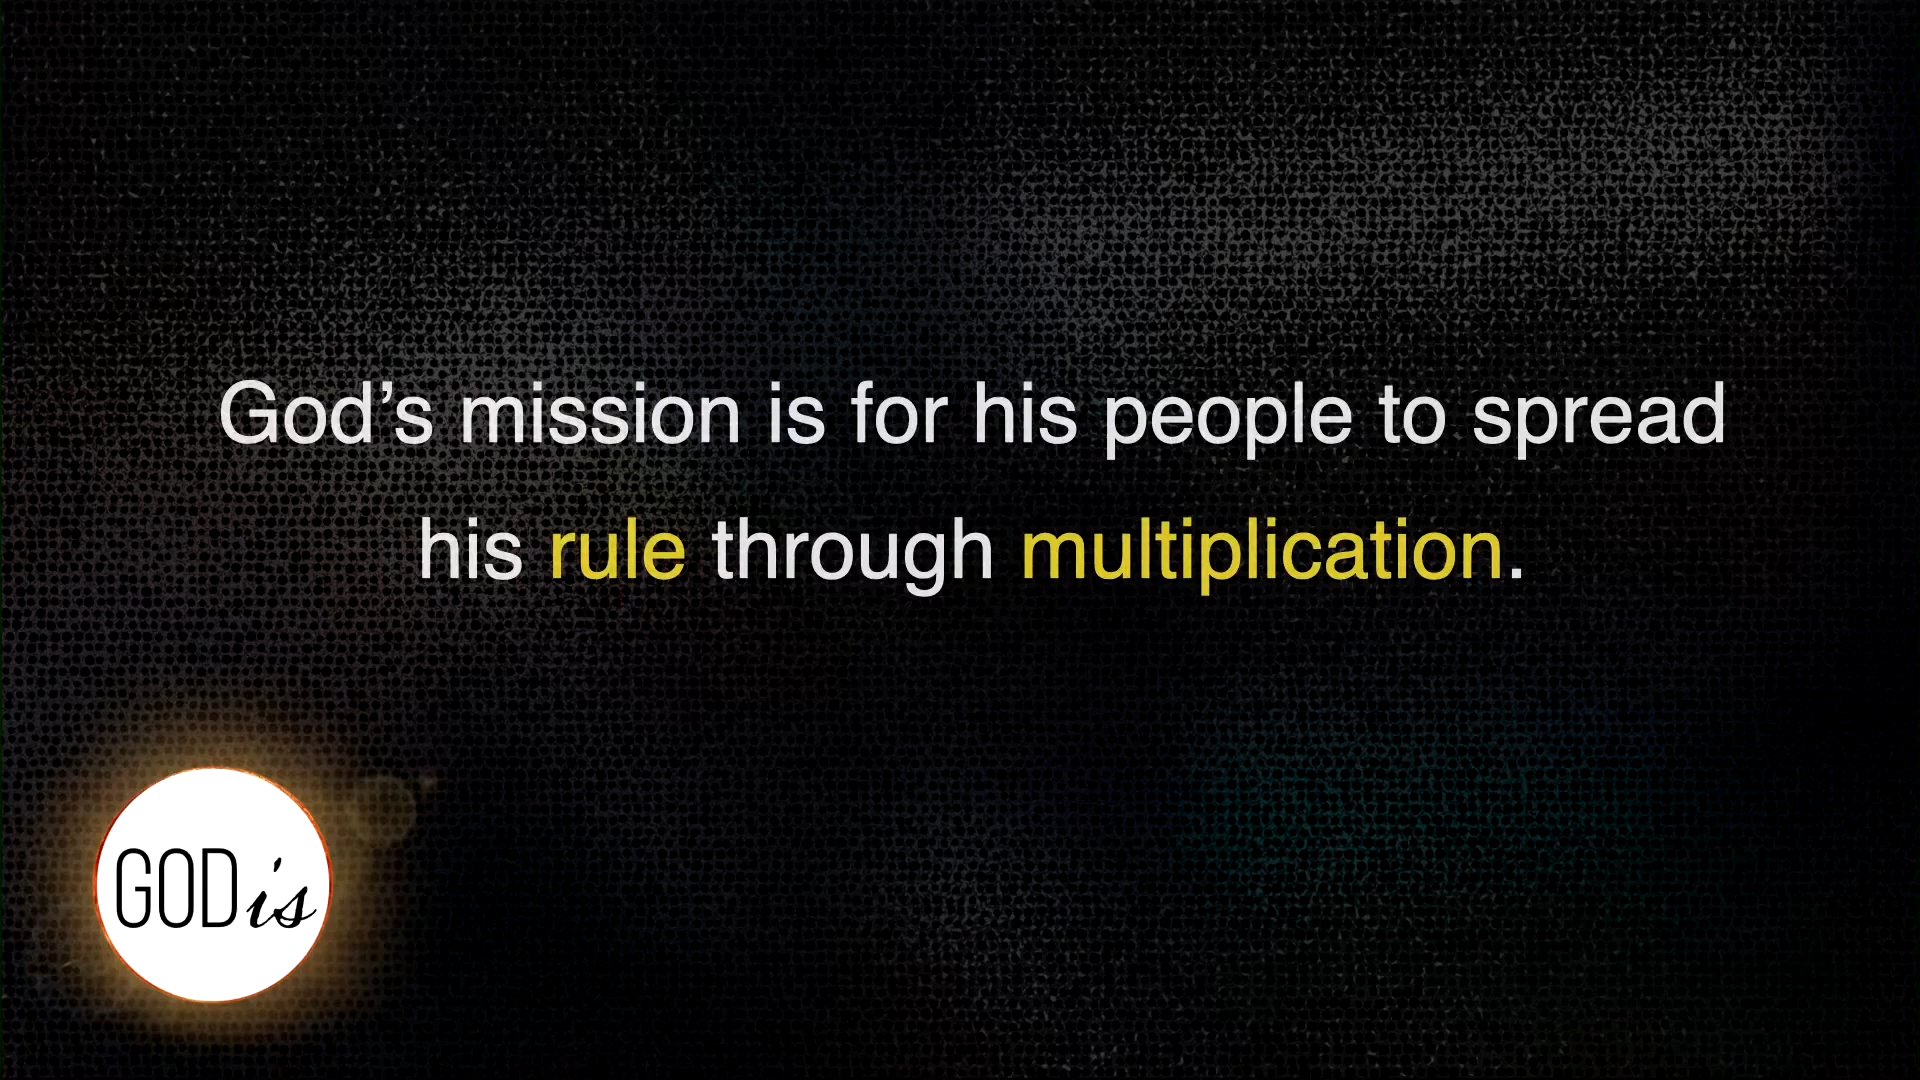 God’s mission is for his people to spread
his rule through multiplication.
GOD is